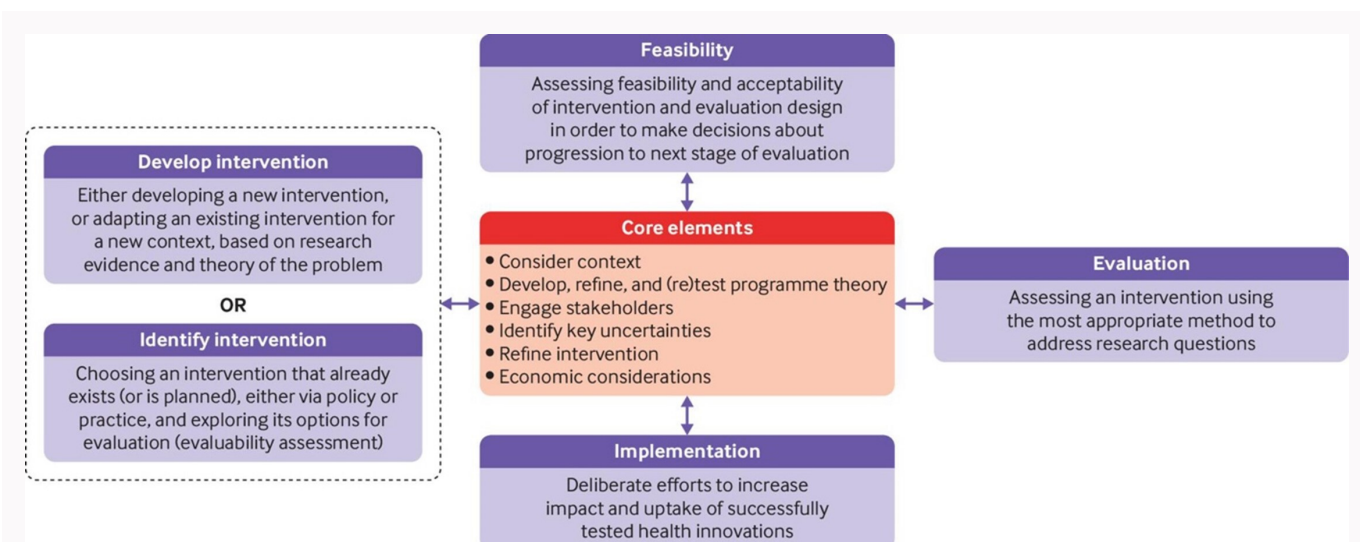 Feasibility
Assessing feasibility and acceptability
of intervention and evaluation design
in order to make decisions about
progression to next stage of evaluation
Develop intervention
Either developing a new intervention,
or adapting an existing intervention for
a new context, based on research
evidence and theory of the problem
OR
Identify intervention
Choosing an intervention that already
exists (or is planned), either via policy or
practice, and exploring its options for
evaluation (evaluability assessment)
Core elements
• Consider context
• Develop, refine, and (re)test programme theory
• Engage stakeholders
• Identify key uncertainties
• Refine intervention
• Economic considerations
Evaluation
Assessing an intervention using
the most appropriate method to
address research questions
Implementation
Deliberate efforts to increase
impact and uptake of successfully
tested health innovations